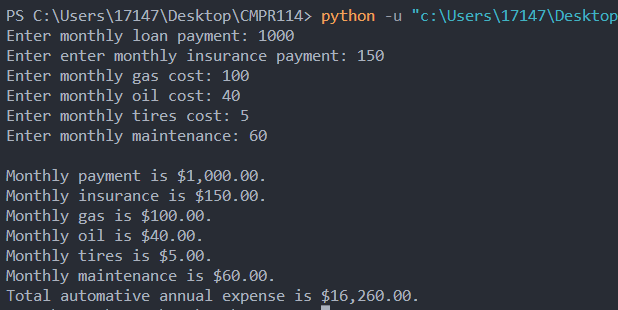 PS C:\Users\17147\Desktop\CMPR114> python -u "c:\Users\17147\Desktop
Enter monthly loan payment: 1000
Enter enter monthly insurance payment: 150
Enter monthly gas cost: 100
Enter monthly oil cost: 40
Enter monthly tires cost: 5
Enter monthly maintenance: 60

Monthly payment is $1,000.00.
Monthly insurance is $150.00.
Monthly gas is $100.00.
Monthly oil is $40.00.
Monthly tires is $5.00.
Monthly maintenance is $60.00.
Total automative annual expense is $16,260.00.